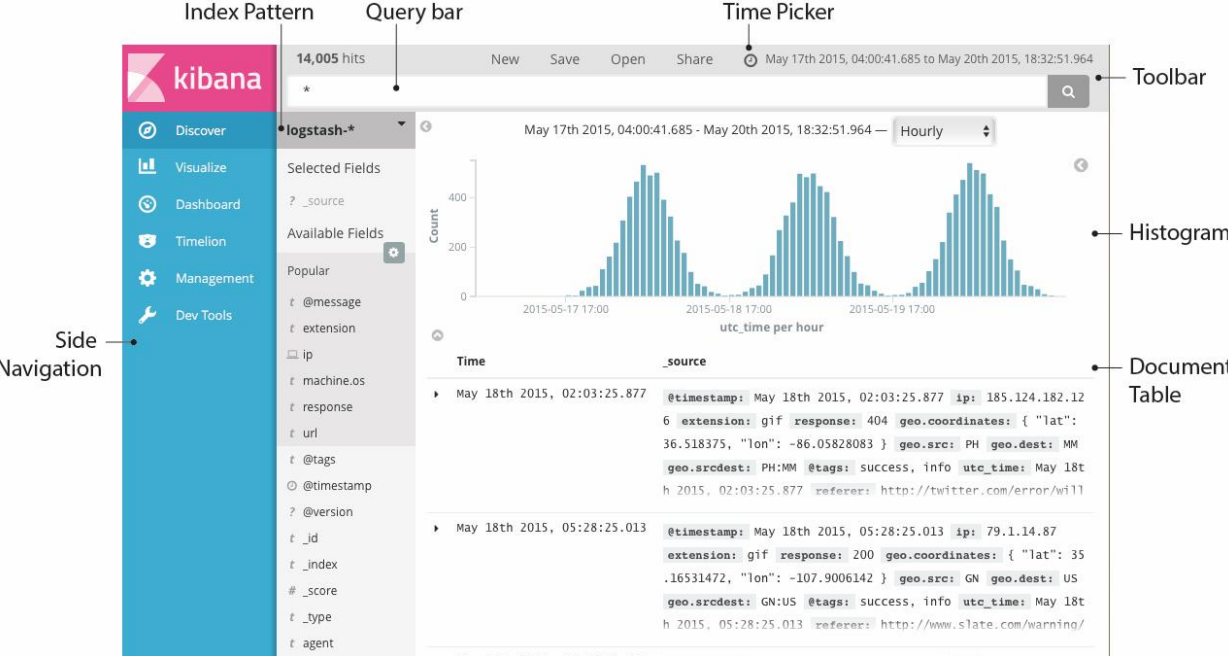 Index Pattern
Query bar
Time Picker
kibana
14,005 hits
New Save Open Share May 17th 2015, 04:00:41.685 to May 20th 2015, 18:32:51.964
*
Toolbar
Discover
Visualize
Dashboard
Timelion
Management
Dev Tools
Side
Navigation
logstash-*
Selected Fields
? _source
Available Fields
Popular
t @message
t extension
ip
t machine.os
t response
t url
t @tags
@timestamp
? @version
t _id
t _index
# _score
t _type
t agent
May 17th 2015, 04:00:41.685 - May 20th 2015, 18:32:51.964 — Hourly
Count
400
200
0
2015-05-17 17:00 2015-05-18 17:00 2015-05-19 17:00
utc_time per hour
Histogram
Time _source
Document
Table
May 18th 2015, 02:03:25.877
@timestamp: May 18th 2015, 02:03:25.877 ip: 185.124.182.12
6 extension: gif response: 404 geo.coordinates: { "lat":
36.518375, "lon": -86.05828083 } geo.src: PH geo.dest: MM
geo.srcdest: PH:MM @tags: success, info utc_time: May 18t
h 2015, 02:03:25.877 referer: http://twitter.com/error/will
May 18th 2015, 05:28:25.013
@timestamp: May 18th 2015, 05:28:25.013 ip: 79.1.14.87
extension: gif response: 200 geo.coordinates: { "lat": 35
.16531472, "lon": -107.9006142 } geo.src: GN geo.dest: US
geo.srcdest: GN:US @tags: success, info utc_time: May 18t
h 2015, 05:28:25.013 referer: http://www.slate.com/warning/